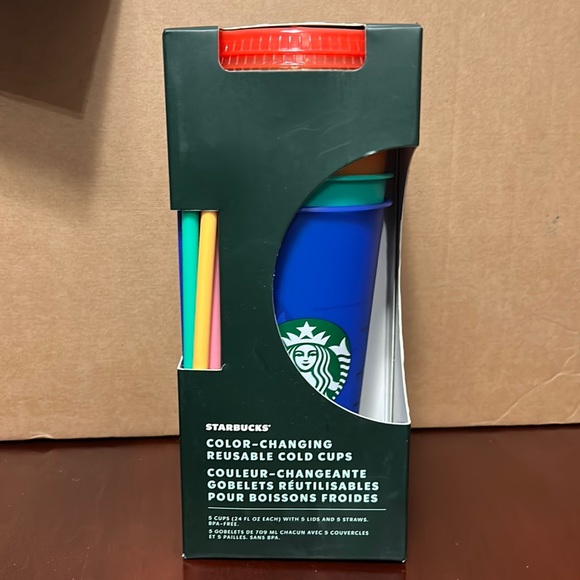 STARBUCKS®
COLOR-CHANGING
REUSABLE COLD CUPS
COULEUR-CHANGEANTE
GOBELETS RÉUTILISABLES
POUR BOISSONS FROIDES
5 CUPS (24 FL OZ EACH) WITH 5 LIDS AND 5 STRAWS.
BPA-FREE.
5 GOBELETS DE 709 ML CHACUN AVEC 5 COUVERCLES
ET 5 PAILLES. SANS BPA.